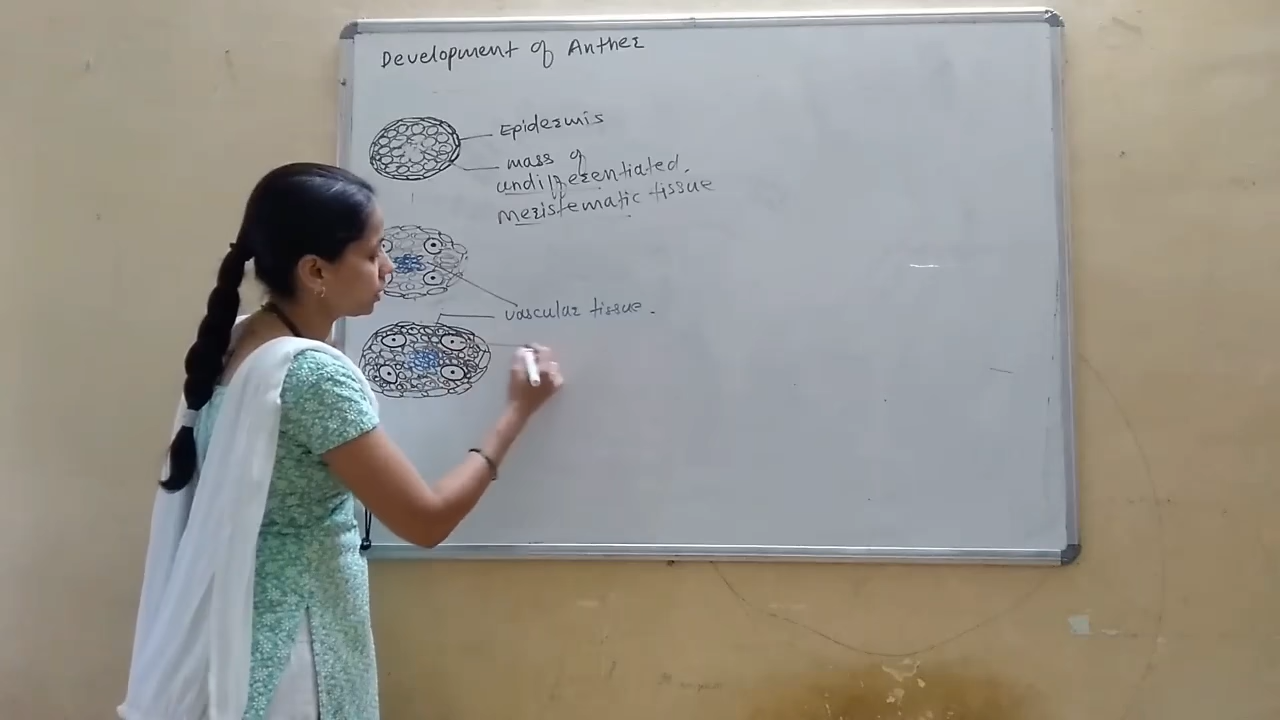 Development of Anther
Epidermis
mass of
undifferentiated.
meristematic tissue
vascular tissue.